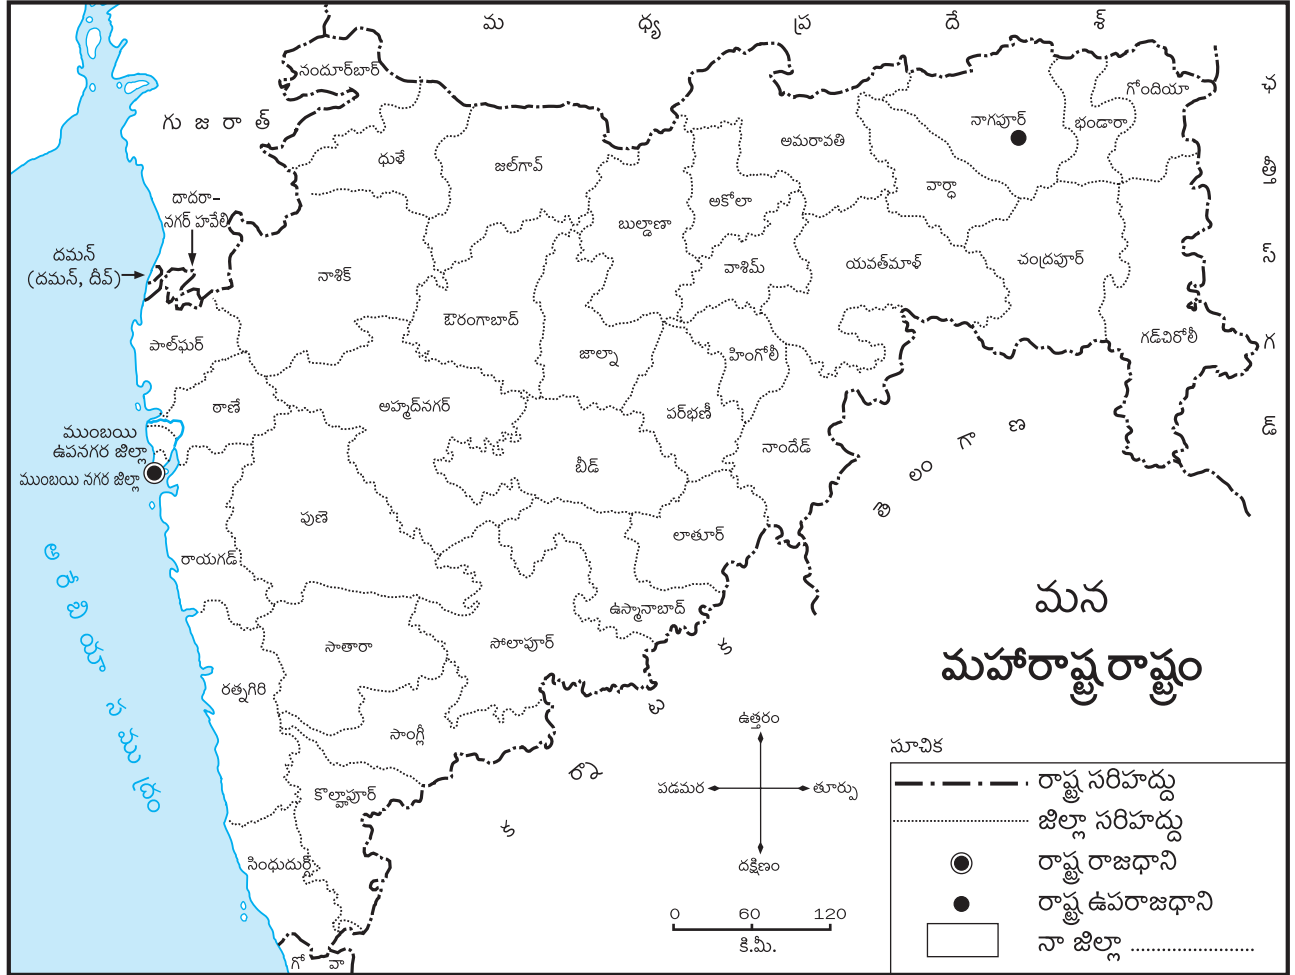 మ ధ్య ప్ర దే శ్
నందూర్‌బార్
గోందియా
ఛ
త్తీ
స్
గ
డ్
గు జ రా త్
నాగపూర్
భండారా
ధుళే
జల్‌గావ్
అమరావతి
వార్ధా
దాదరా–
నగర్ హవేలి
బుల్డాణా
అకోలా
దమన్
(దమన్, దీవ్)
నాశిక్
వాశిమ్
యవత్‌మాళ్
చంద్రపూర్
పాల్‌ఘర్
ఔరంగాబాద్
జాల్నా
హింగోలీ
గడ్‌చిరోలీ
ఠాణే
అహ్మద్‌నగర్
పర్‌భణీ
ముంబయి
ఉపనగర జిల్లా
ముంబయి నగర జిల్లా
బీడ్
నాందేడ్
తె లం గా ణ
పుణె
లాతూర్
రాయగడ్
ఉస్మానాబాద్
సాతారా
సోలాపూర్
రత్నగిరి
సాంగ్లీ
కొల్హాపూర్
సింధుదుర్గ్
గో వా
క ర్నా ట క
అ రే బి యా స ము ద్రం
మన
మహారాష్ట్ర రాష్ట్రం
ఉత్తరం
పడమర
తూర్పు
దక్షిణం
0 60 120
కి.మీ.
సూచిక
రాష్ట్ర సరిహద్దు
జిల్లా సరిహద్దు
రాష్ట్ర రాజధాని
రాష్ట్ర ఉపరాజధాని
నా జిల్లా ........................